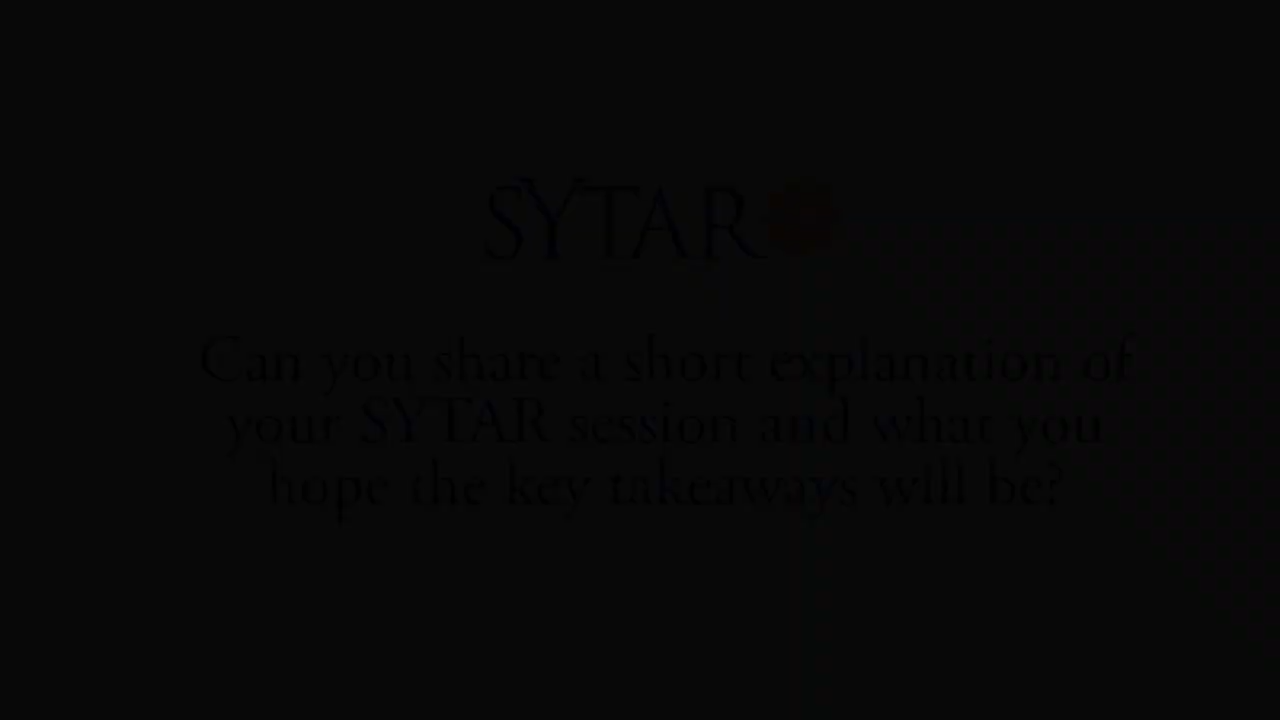 SYTAR
Can you share a short explanation of
your SYTAR session and what you
hope the key takeaways will be?